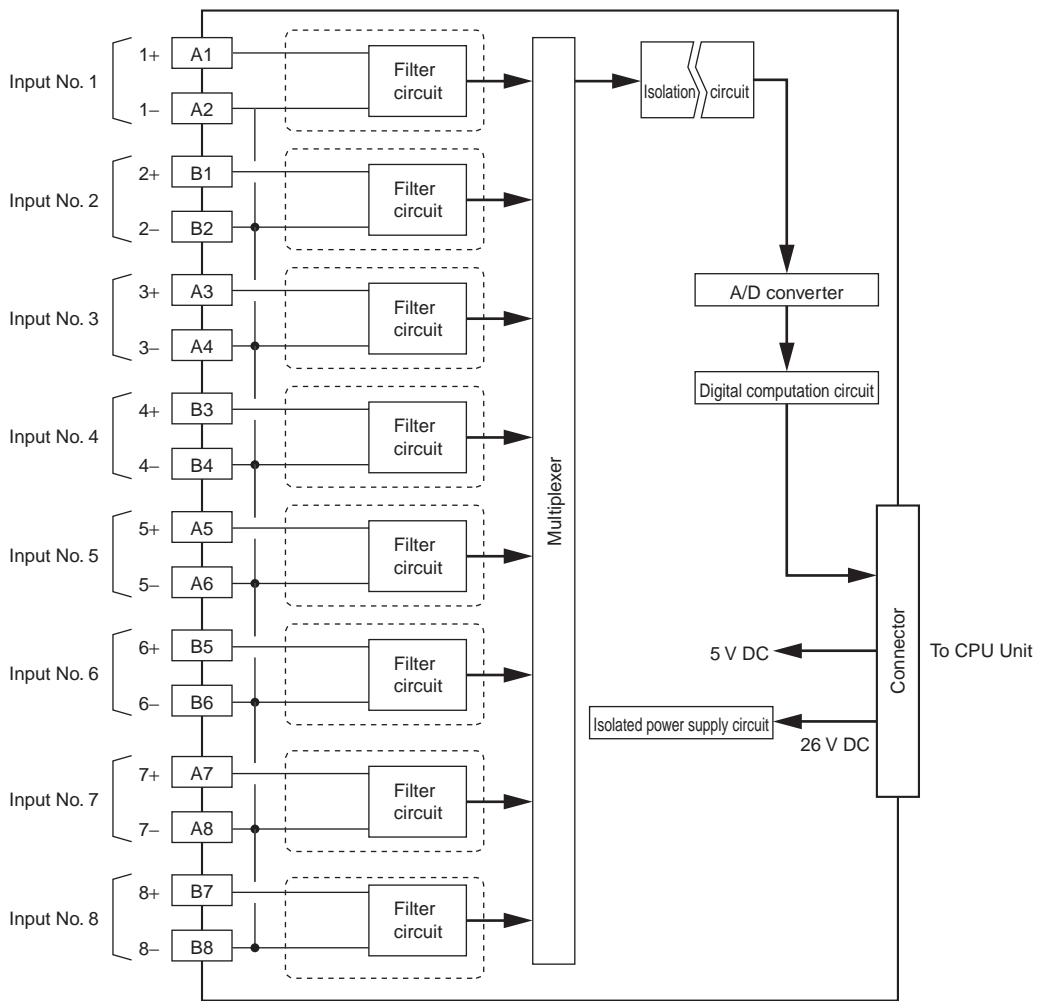 Input No. 1
1+
A1
1–
A2
Filter
circuit
Input No. 2
2+
B1
2–
B2
Filter
circuit
Input No. 3
3+
A3
3–
A4
Filter
circuit
Input No. 4
4+
B3
4–
B4
Filter
circuit
Input No. 5
5+
A5
5–
A6
Filter
circuit
Input No. 6
6+
B5
6–
B6
Filter
circuit
Input No. 7
7+
A7
7–
A8
Filter
circuit
Input No. 8
8+
B7
8–
B8
Filter
circuit
Multiplexer
Isolation circuit
A/D converter
Digital computation circuit
5 V DC
Isolated power supply circuit
26 V DC
Connector
To CPU Unit